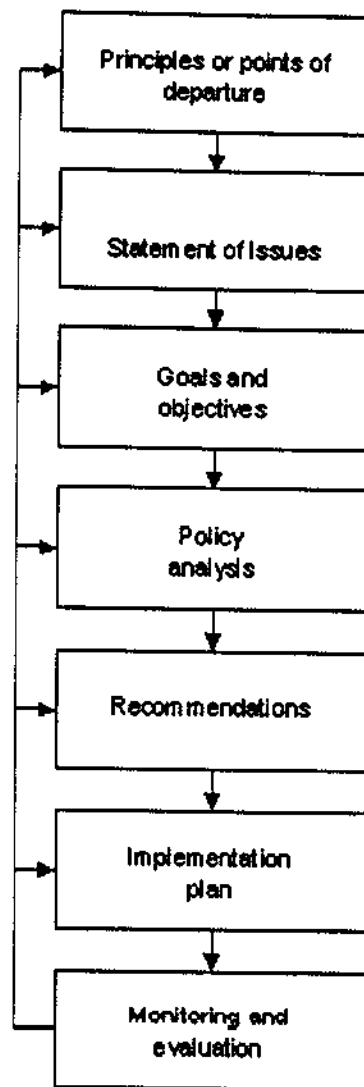 Principles or points of
departure
Statement of Issues
Goals and
objectives
Policy
analysis
Recommendations
Implementation
plan
Monitoring and
evaluation